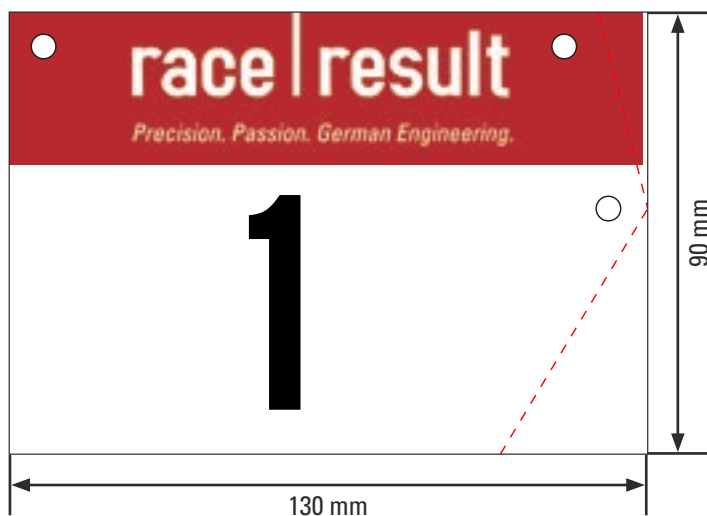 race result
Precision. Passion. German Engineering.
1
90 mm
130 mm